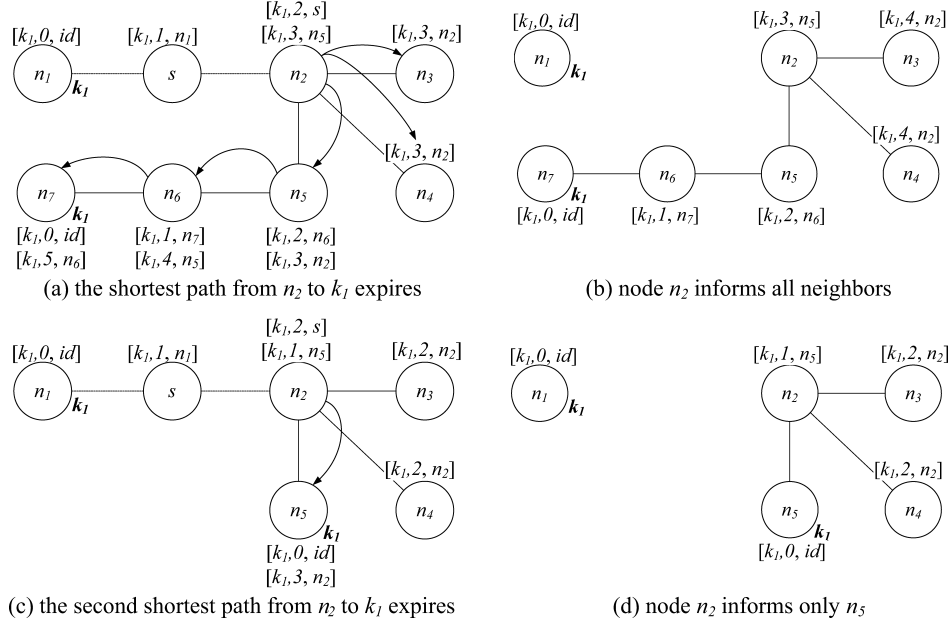 [k1,2, s]
[k1,0, id] [k1,1, n1] [k1,3, n5] [k1,3, n2]
n1 s n2 n3
k1
[k1,3, n2]
n7 n6 n5 n4
k1
[k1,0, id] [k1,1, n7] [k1,2, n6]
[k1,5, n6] [k1,4, n5] [k1,3, n2]
(a) the shortest path from n2 to k1 expires
[k1,0, id] [k1,3, n5] [k1,4, n2]
n1 n2 n3
k1
[k1,4, n2]
n7 n6 n5 n4
k1
[k1,0, id] [k1,1, n7] [k1,2, n6]
(b) node n2 informs all neighbors
[k1,2, s]
[k1,0, id] [k1,1, n1] [k1,1, n5] [k1,2, n2]
n1 s n2 n3
k1
[k1,2, n2]
n5 n4
k1
[k1,0, id]
[k1,3, n2]
(c) the second shortest path from n2 to k1 expires
[k1,0, id] [k1,1, n5] [k1,2, n2]
n1 n2 n3
k1
[k1,2, n2]
n5 n4
k1
[k1,0, id]
(d) node n2 informs only n5